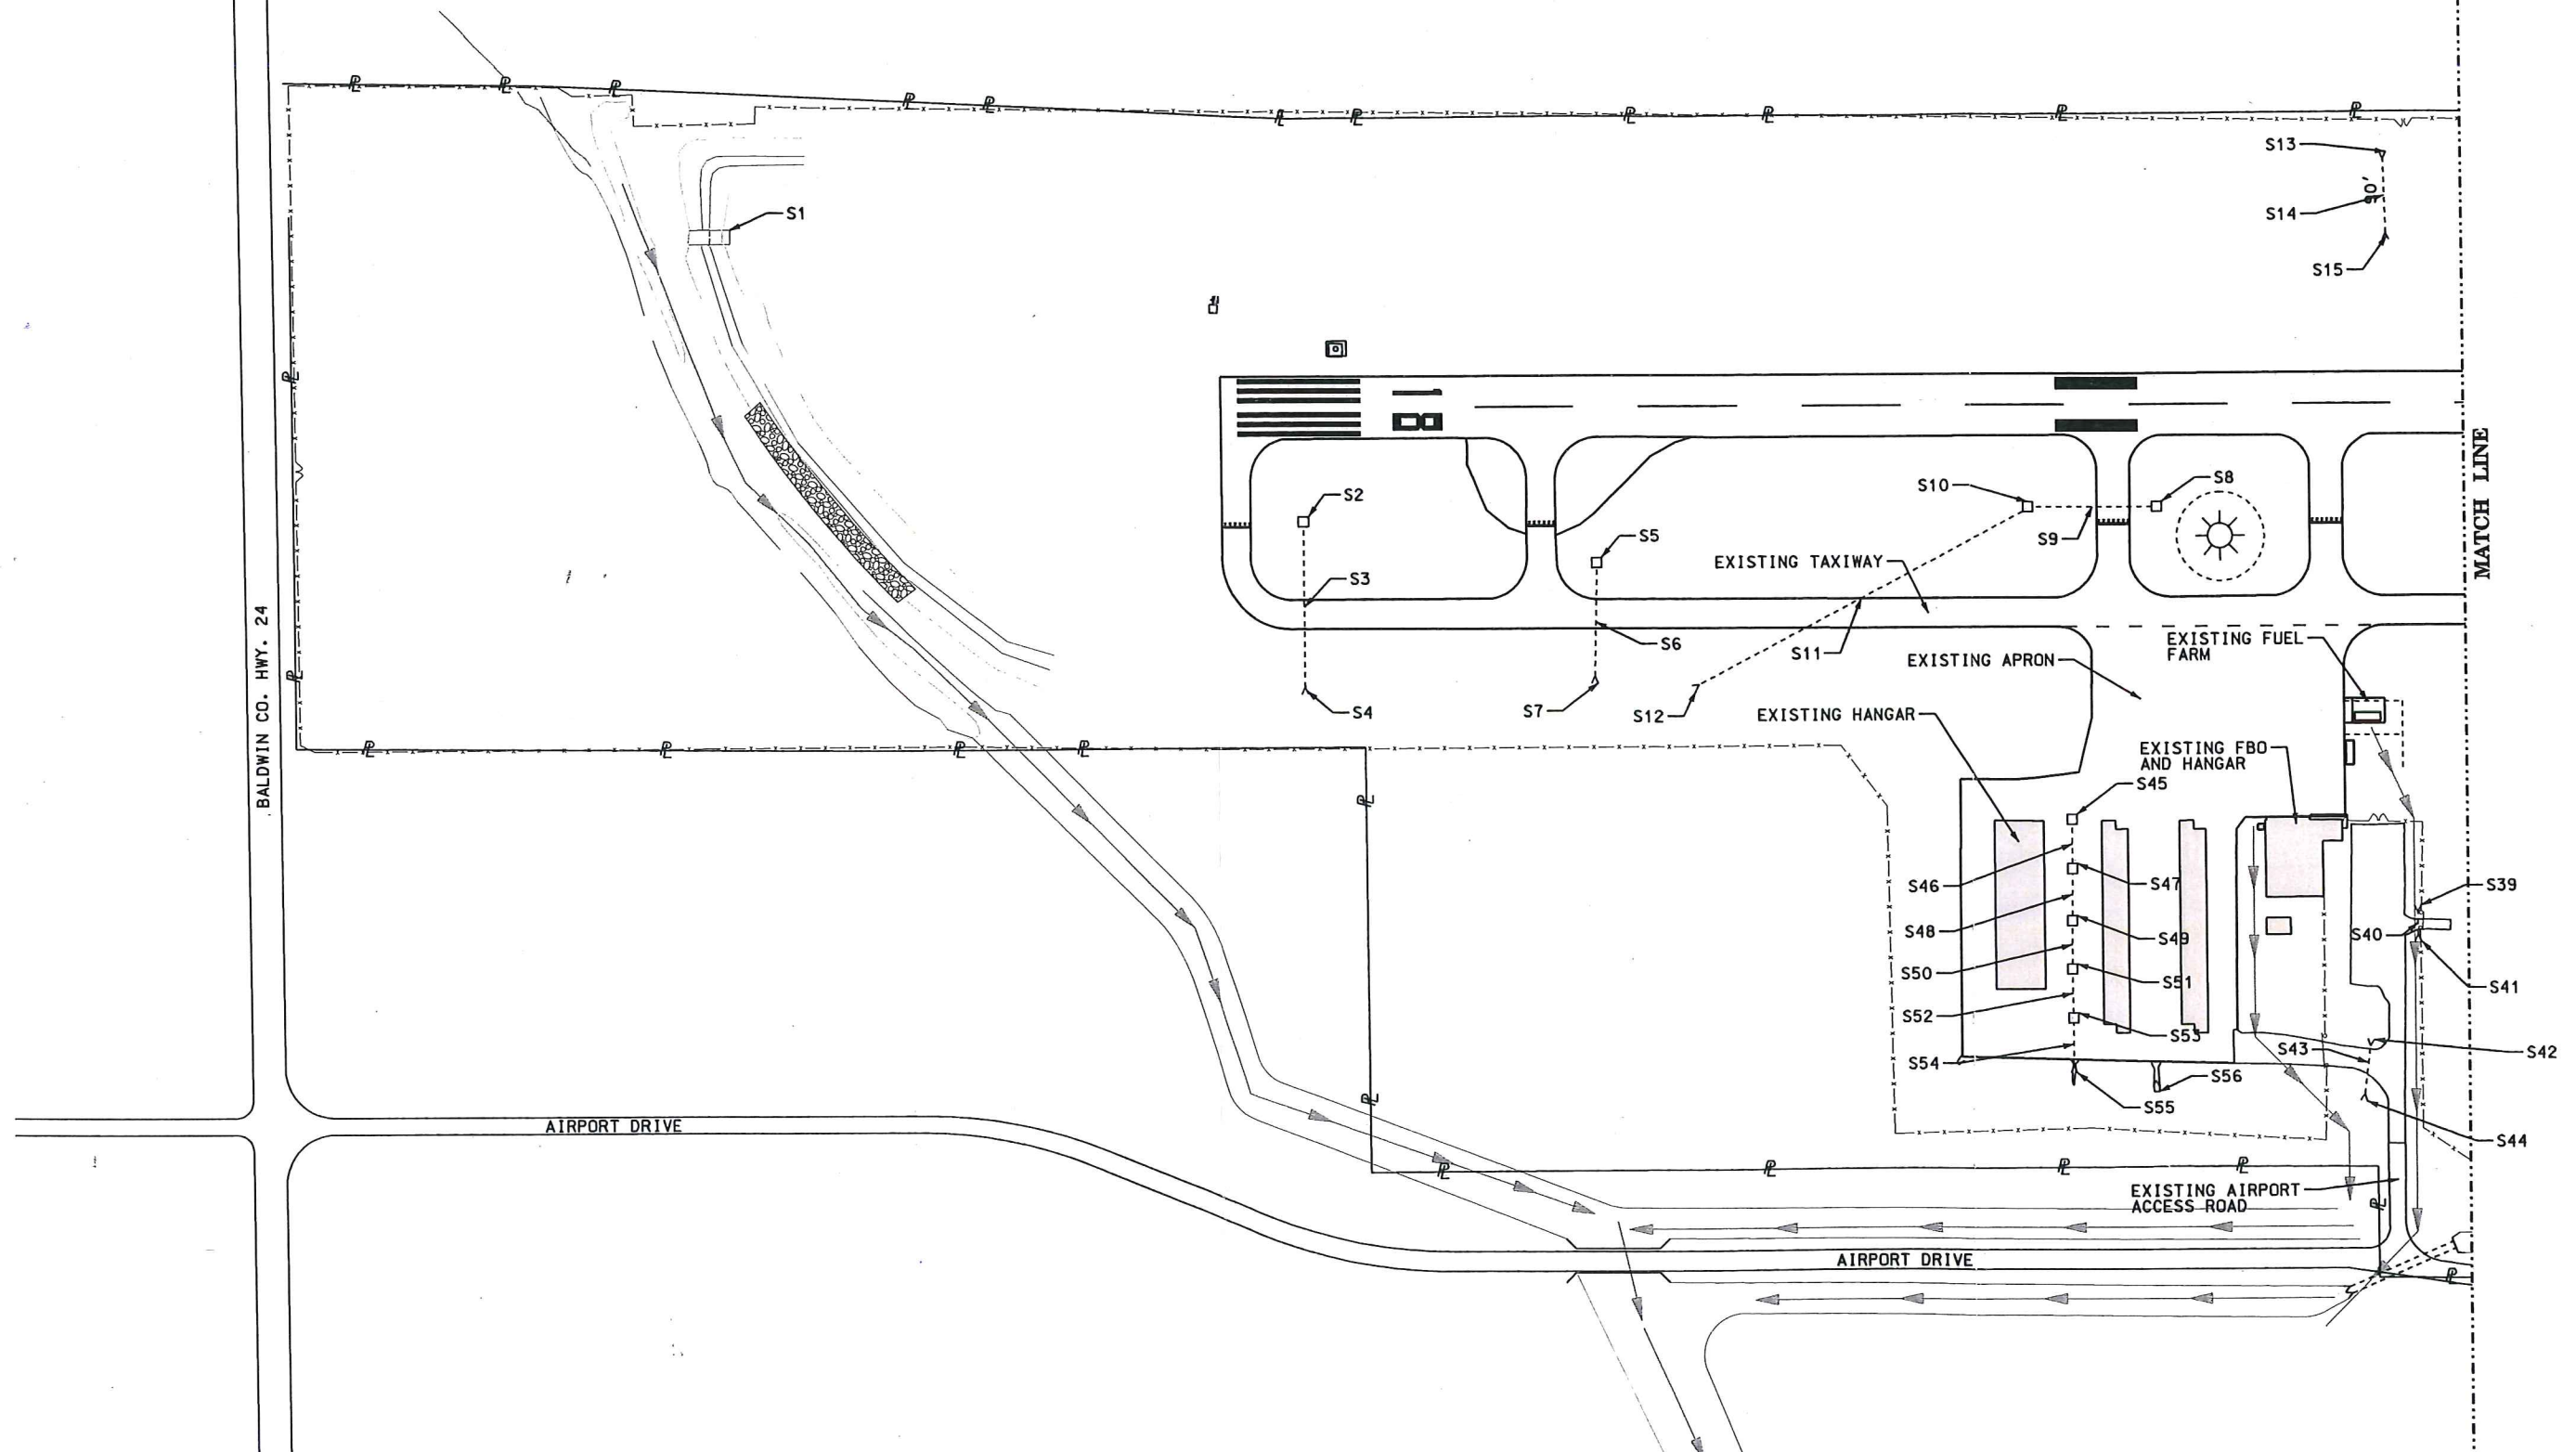 S13
90'
S14
S1
S15
MATCH LINE
S2
S10
S8
S9
S5
S3
EXISTING TAXIWAY
S6
S11
EXISTING FUEL
FARM
EXISTING APRON
S4
S7
S12
EXISTING HANGAR
EXISTING FBO
AND HANGAR
BALDWIN CO. HWY. 24
S45
S46
S47
S39
S48
S49
S40
S50
S51
S41
S52
S53
S54
S43
S42
S56
S55
S44
AIRPORT DRIVE
EXISTING AIRPORT
ACCESS ROAD
AIRPORT DRIVE